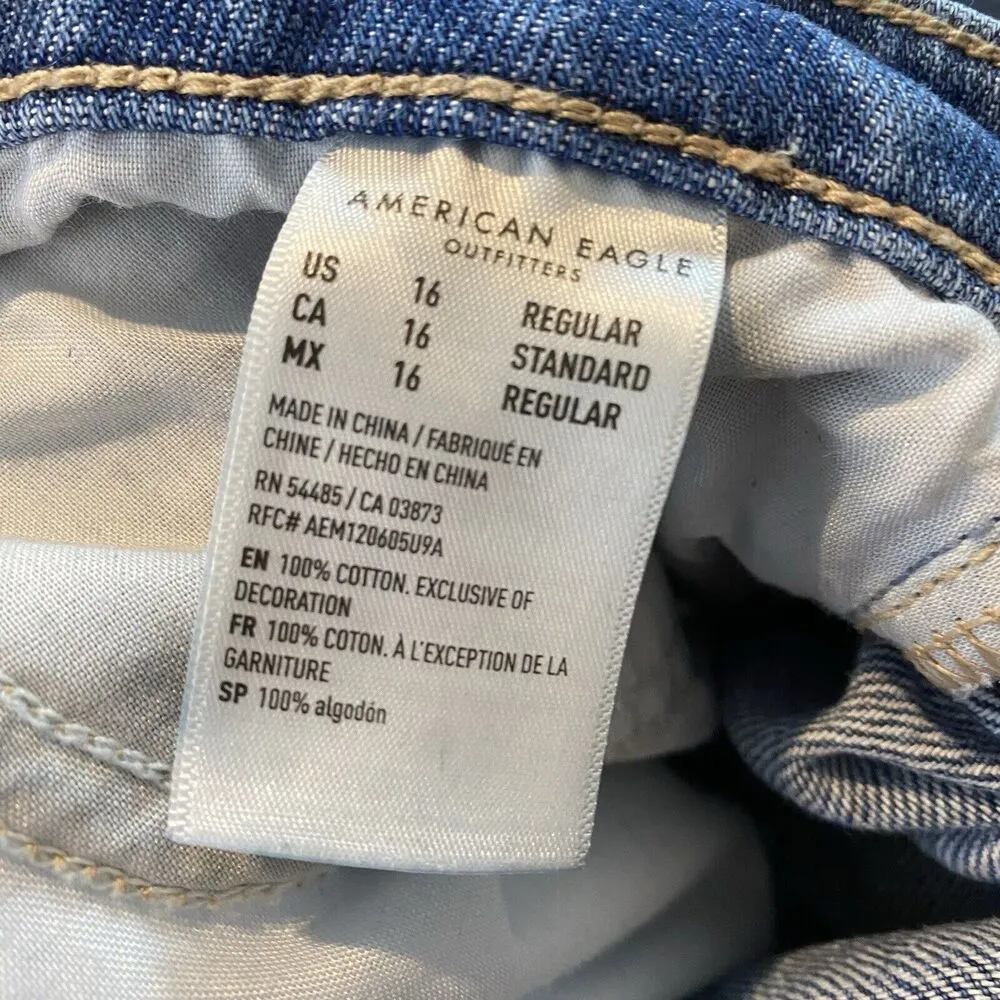 AMERICAN EAGLE
OUTFITTERS
US 16 REGULAR
CA 16 STANDARD
MX 16 REGULAR
MADE IN CHINA / FABRIQUÉ EN
CHINE / HECHO EN CHINA
RN 54485 / CA 03873
RFC# AEM120605U9A
EN 100% COTTON. EXCLUSIVE OF
DECORATION
FR 100% COTON. À L'EXCEPTION DE LA
GARNITURE
SP 100% algodón